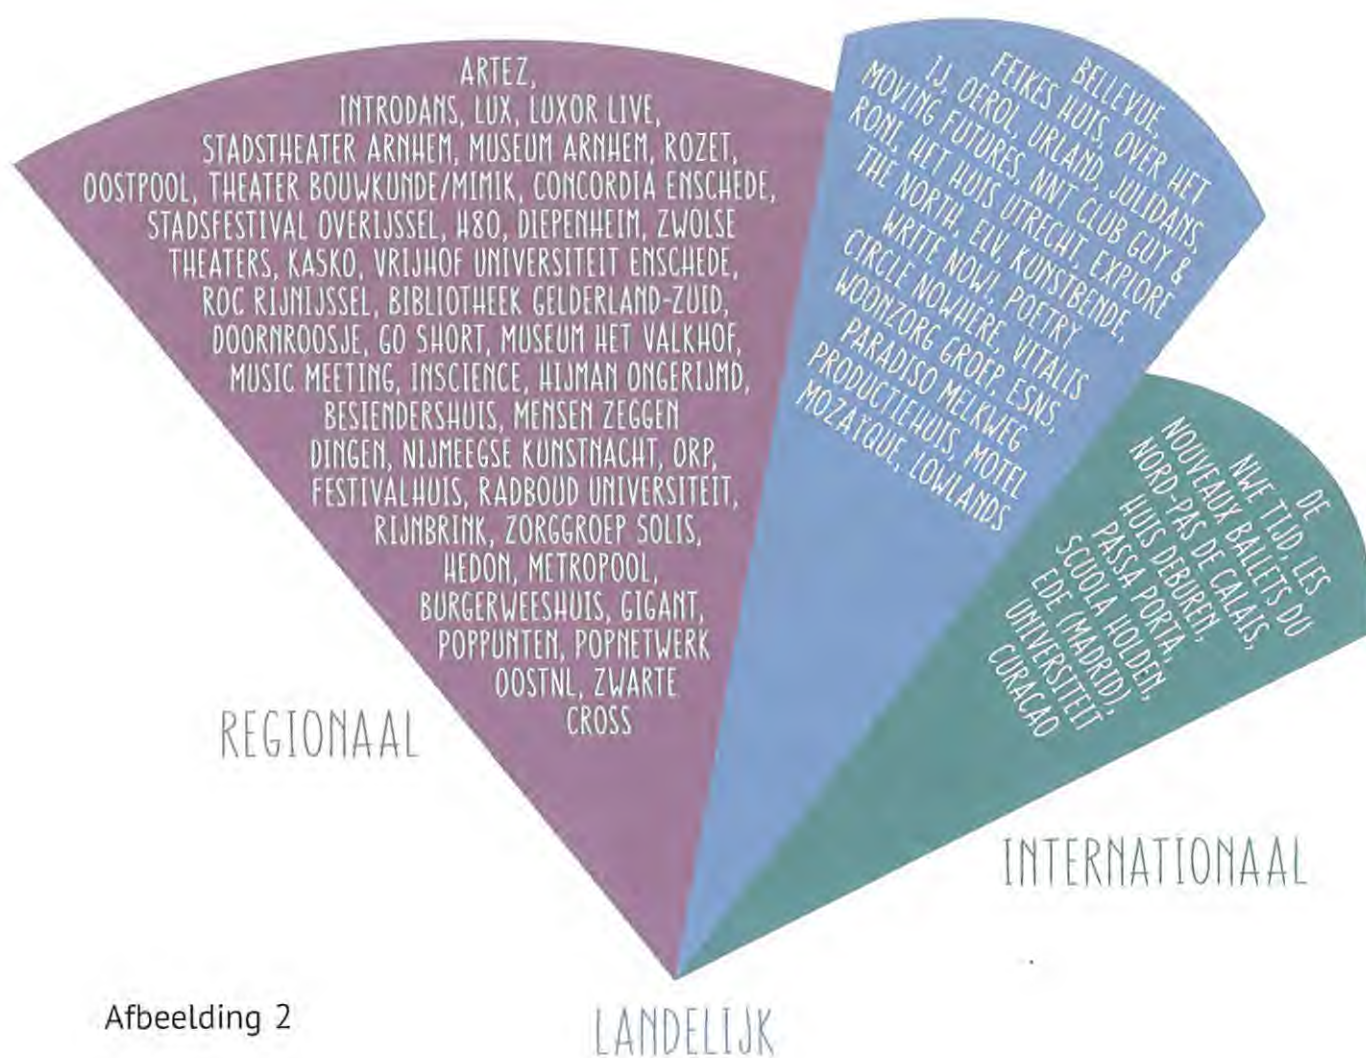 ARTEZ,
INTRODANS, LUX, LUXOR LIVE,
STADSTHEATER ARNHEM, MUSEUM ARNHEM, ROZET,
OOSTPOOL, THEATER BOUWKUNDE/MIMIK, CONCORDIA ENSCHEDE,
STADSFESTIVAL OVERIJSSEL, H80, DIEPENHEIM, ZWOLSE
THEATERS, KASKO, VRIJHOF UNIVERSITEIT ENSCHEDE,
ROC RIJNIJSSEL, BIBLIOTHEEK GELDERLAND-ZUID,
DOORNROOSJE, GO SHORT, MUSEUM HET VALKHOF,
MUSIC MEETING, INSCIENCE, HIJMAN ONGERIJMD,
BESIENDERSHUIS, MENSEN ZEGGEN
DINGEN, NIJMEEGSE KUNSTNACHT, ORP,
FESTIVALHUIS, RADBOUD UNIVERSITEIT,
RIJNBRINK, ZORGGROEP SOLIS,
HEDON, METROPOOL,
BURGERWEESHUIS, GIGANT,
POPPUNTEN, POPNETWERK
OOSTNL, ZWARTE
CROSS
REGIONAAL
BELLEVUE,
FEIKES HUIS, OVER HET
IJ, OEROL, URLAND, JULIDANS,
MOVING FUTURES, NNT CLUB GUY &
RONI, HET HUIS UTRECHT, EXPLORE
THE NORTH, ELV, KUNSTBENDE,
WRITE NOW!, POETRY
CIRCLE NOWHERE, VITALIS
WOONZORG GROEP, ESNS,
PARADISO MELKWEG
PRODUCTIEHUIS, MOTEL
MOZAÏQUE, LOWLANDS
LANDELIJK
DE
NWE TIJD, LES
NOUVEAUX BALLETS DU
NORD-PAS DE CALAIS,
HUIS DEBUREN,
PASSA PORTA,
SCUOLA HOLDEN,
EDE (MADRID),
UNIVERSITEIT
CURACAO
INTERNATIONAAL
Afbeelding 2